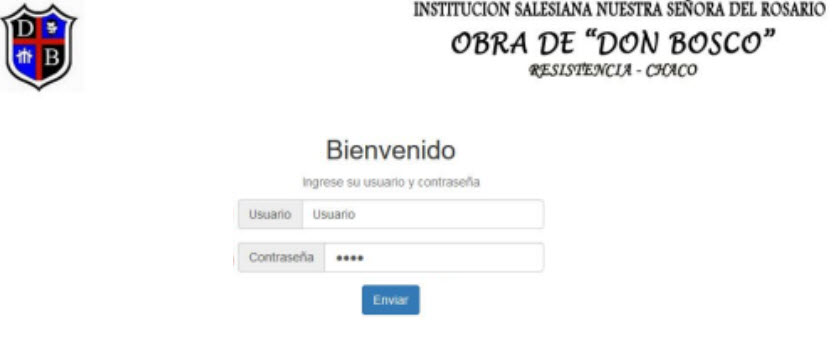 D
B
INSTITUCION SALESIANA NUESTRA SEÑORA DEL ROSARIO
OBRA DE "DON BOSCO"
RESISTENCIA - CHACO
Bienvenido
Ingrese su usuario y contraseña
Usuario Usuario
Contraseña ••••
Enviar